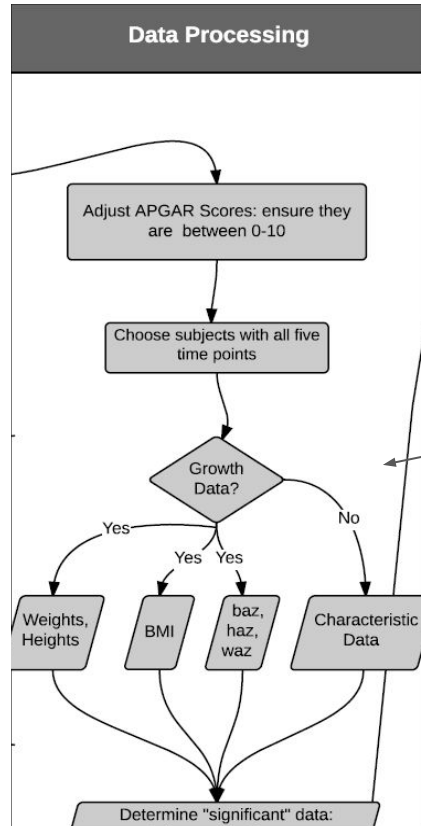 Data Processing
Adjust APGAR Scores: ensure they
are between 0-10
Choose subjects with all five
time points
Growth
Data?
Yes
Yes
Yes
No
Weights,
Heights
BMI
baz,
haz,
waz
Characteristic
Data
Determine "significant" data: